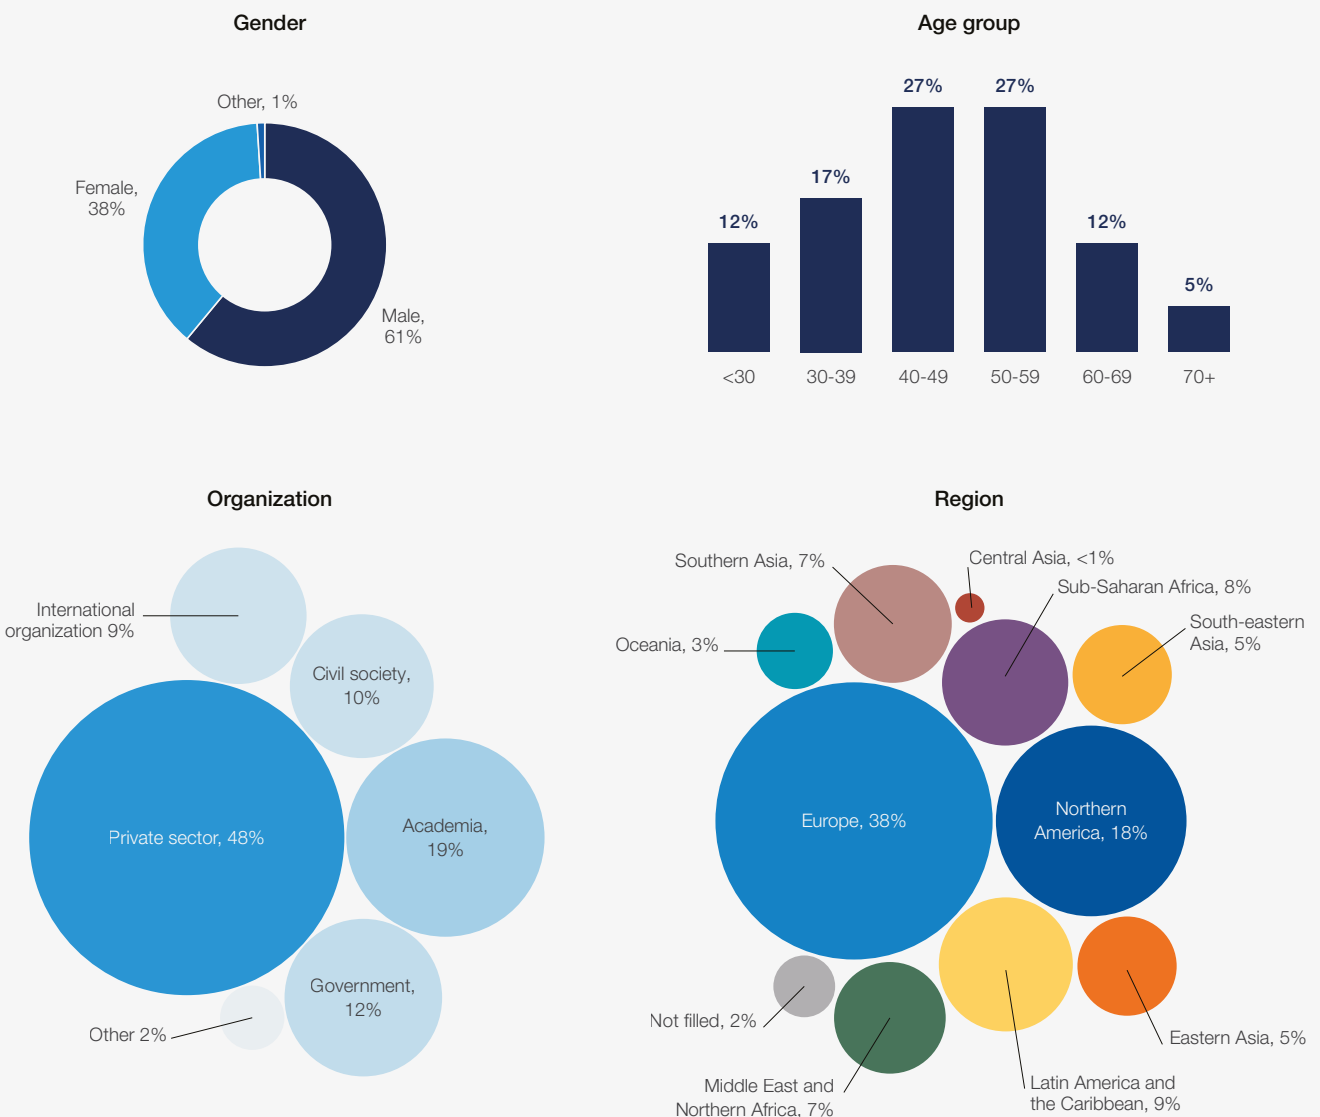 Gender
Other, 1%
Female,
38%
Male,
61%
Age group
27%
27%
17%
12%
12%
5%
<30
30-39
40-49
50-59
60-69
70+
Organization
International
organization 9%
Civil society,
10%
Private sector, 48%
Academia,
19%
Government,
12%
Other 2%
Region
Southern Asia, 7%
Central Asia, <1%
Sub-Saharan Africa, 8%
South-eastern
Asia, 5%
Oceania, 3%
Europe, 38%
Northern
America, 18%
Not filled, 2%
Eastern Asia, 5%
Middle East and
Northern Africa, 7%
Latin America and
the Caribbean, 9%